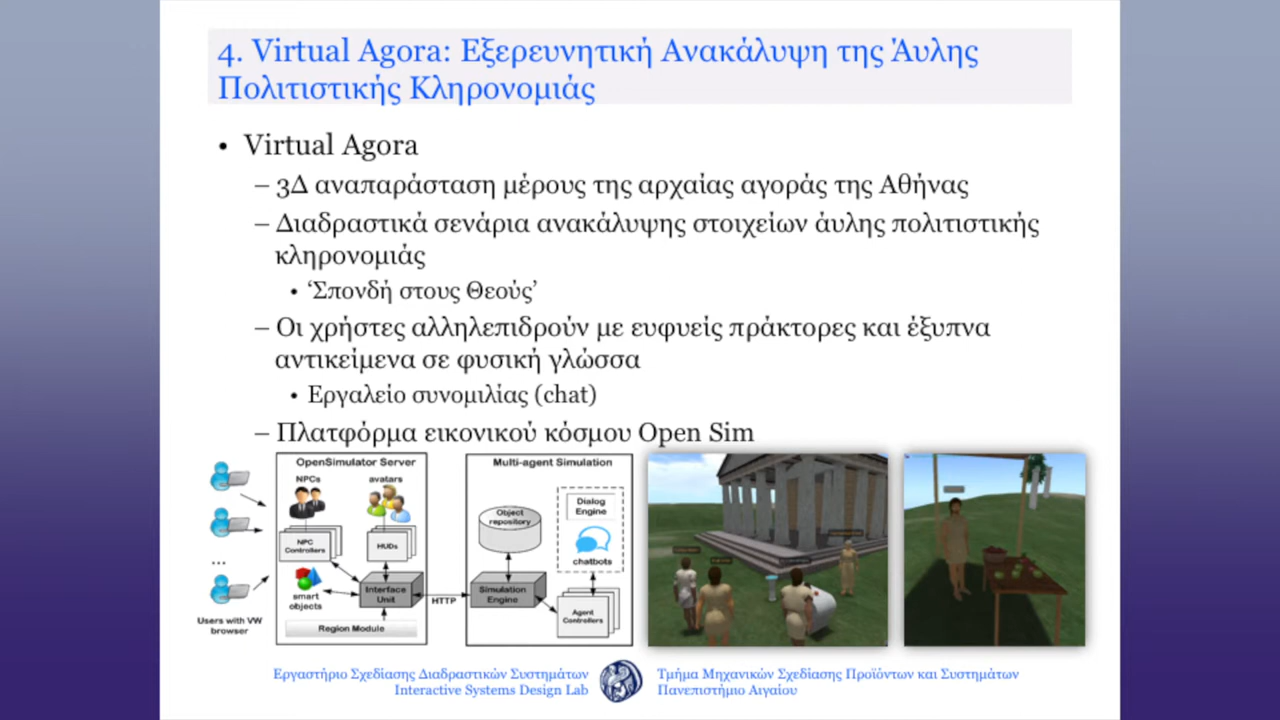 4. Virtual Agora: Εξερευνητική Ανακάλυψη της Άυλης
Πολιτιστικής Κληρονομιάς
• Virtual Agora
– 3Δ αναπαράσταση μέρους της αρχαίας αγοράς της Αθήνας
– Διαδραστικά σενάρια ανακάλυψης στοιχείων άυλης πολιτιστικής
κληρονομιάς
• ‘Σπονδή στους Θεούς’
– Οι χρήστες αλληλεπιδρούν με ευφυείς πράκτορες και έξυπνα
αντικείμενα σε φυσική γλώσσα
• Εργαλείο συνομιλίας (chat)
– Πλατφόρμα εικονικού κόσμου Open Sim
...
Users with VW
browser
OpenSimulator Server
NPCs
avatars
NPC
Controllers
HUDs
smart
objects
Interface
Unit
Region Module
HTTP
Multi-agent Simulation
Object
repository
Dialog
Engine
chatbots
Simulation
Engine
Agent
Controllers
Εργαστήριο Σχεδίασης Διαδραστικών Συστημάτων
Interactive Systems Design Lab
Τμήμα Μηχανικών Σχεδίασης Προϊόντων και Συστημάτων
Πανεπιστήμιο Αιγαίου